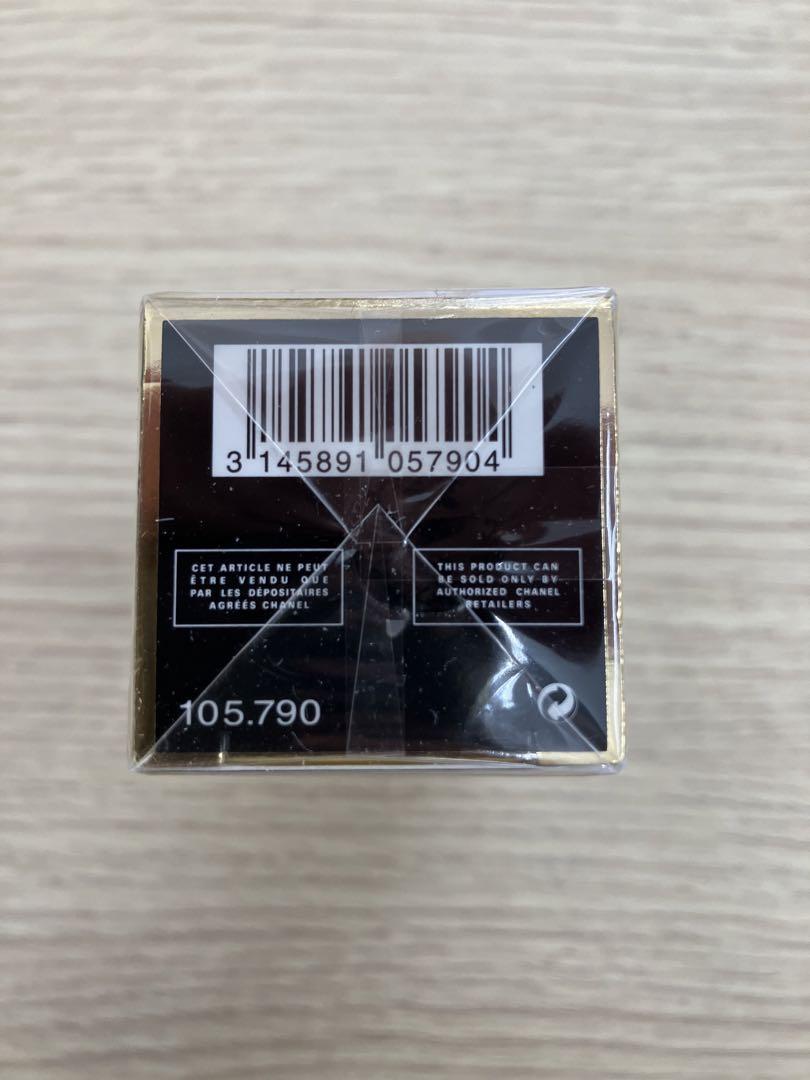 3 145891 057904
CET ARTICLE NE PEUT
ÊTRE VENDU QUE
PAR LES DÉPOSITAIRES
AGRÉÉS CHANEL
THIS PRODUCT CAN
BE SOLD ONLY BY
AUTHORIZED CHANEL
RETAILERS
105.790